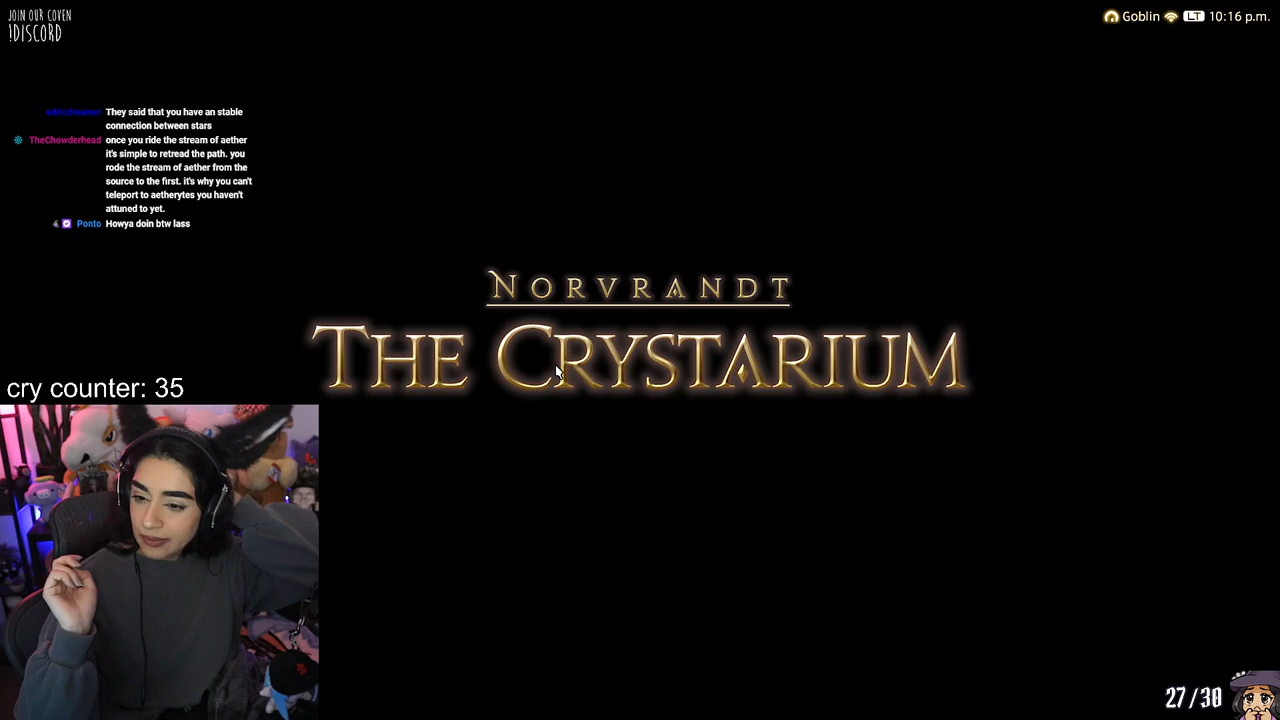 JOIN OUR COVEN
!DISCORD
Goblin LT 10:16 p.m.
edricdreamer They said that you have an stable
connection between stars
TheChowderhead once you ride the stream of aether
it's simple to retread the path. you
rode the stream of aether from the
source to the first. it's why you can't
teleport to aetherytes you haven't
attuned to yet.
Ponto Howya doin btw lass
NORVRANDT
THE CRYSTARIUM
cry counter: 35
27/30